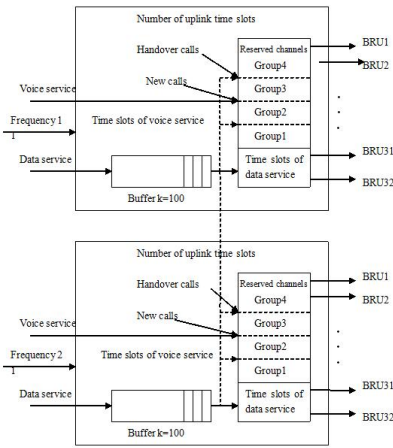 Number of uplink time slots
BRU1
Reserved channels
Handover calls
Group4
BRU2
New calls
Group3
Voice service
Group2
Frequency 1
Time slots of voice service
1
Group1
Data service
Time slots of
data service
BRU31
BRU32
Buffer k=100
Number of uplink time slots
BRU1
Reserved channels
Handover calls
Group4
BRU2
New calls
Group3
Voice service
Group2
Frequency 2
Time slots of voice service
1
Group1
Data service
Time slots of
data service
BRU31
BRU32
Buffer k=100